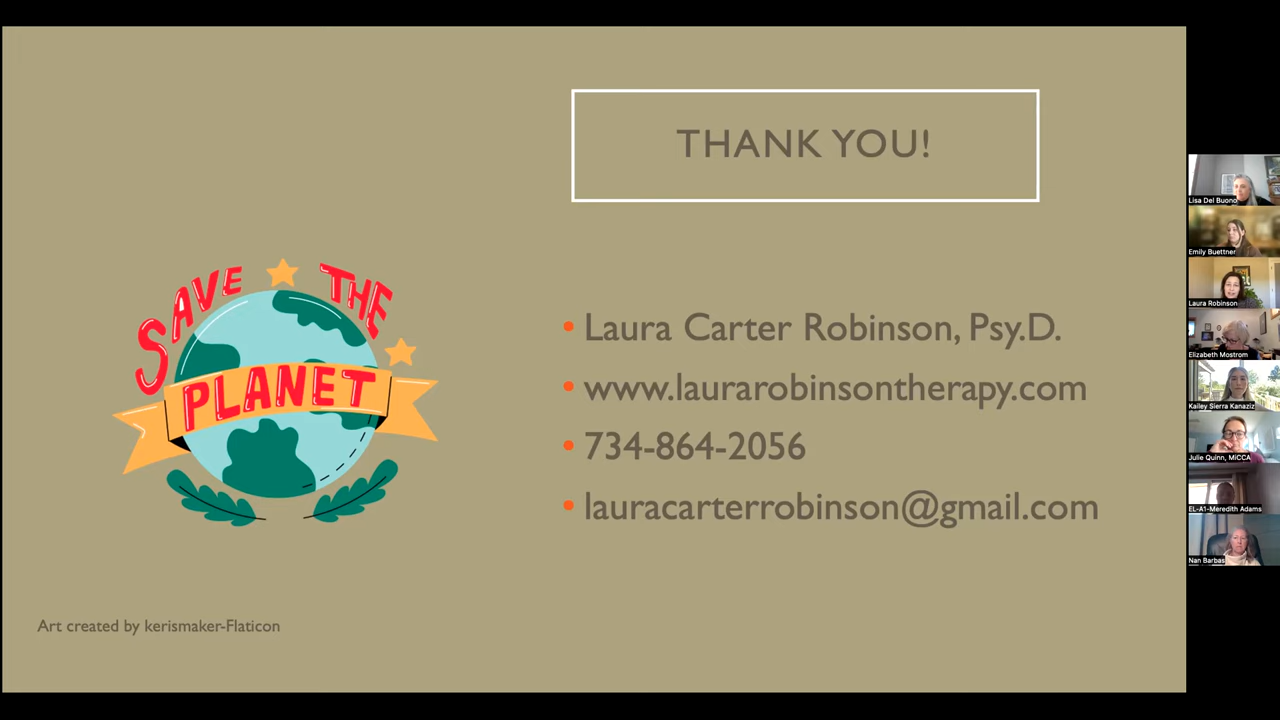 THANK YOU!
SAVE THE
PLANET
• Laura Carter Robinson, Psy.D.
• www.laurarobinsontherapy.com
• 734-864-2056
• lauracarterrobinson@gmail.com
Art created by kerismaker-Flaticon
Lisa Del Buono
Emily Buettner
Laura Robinson
Elizabeth Mostrom
Kailey Sierra Kanaziz
Julie Quinn, MiCCA
EL-A1-Meredith Adams
Nan Barbas